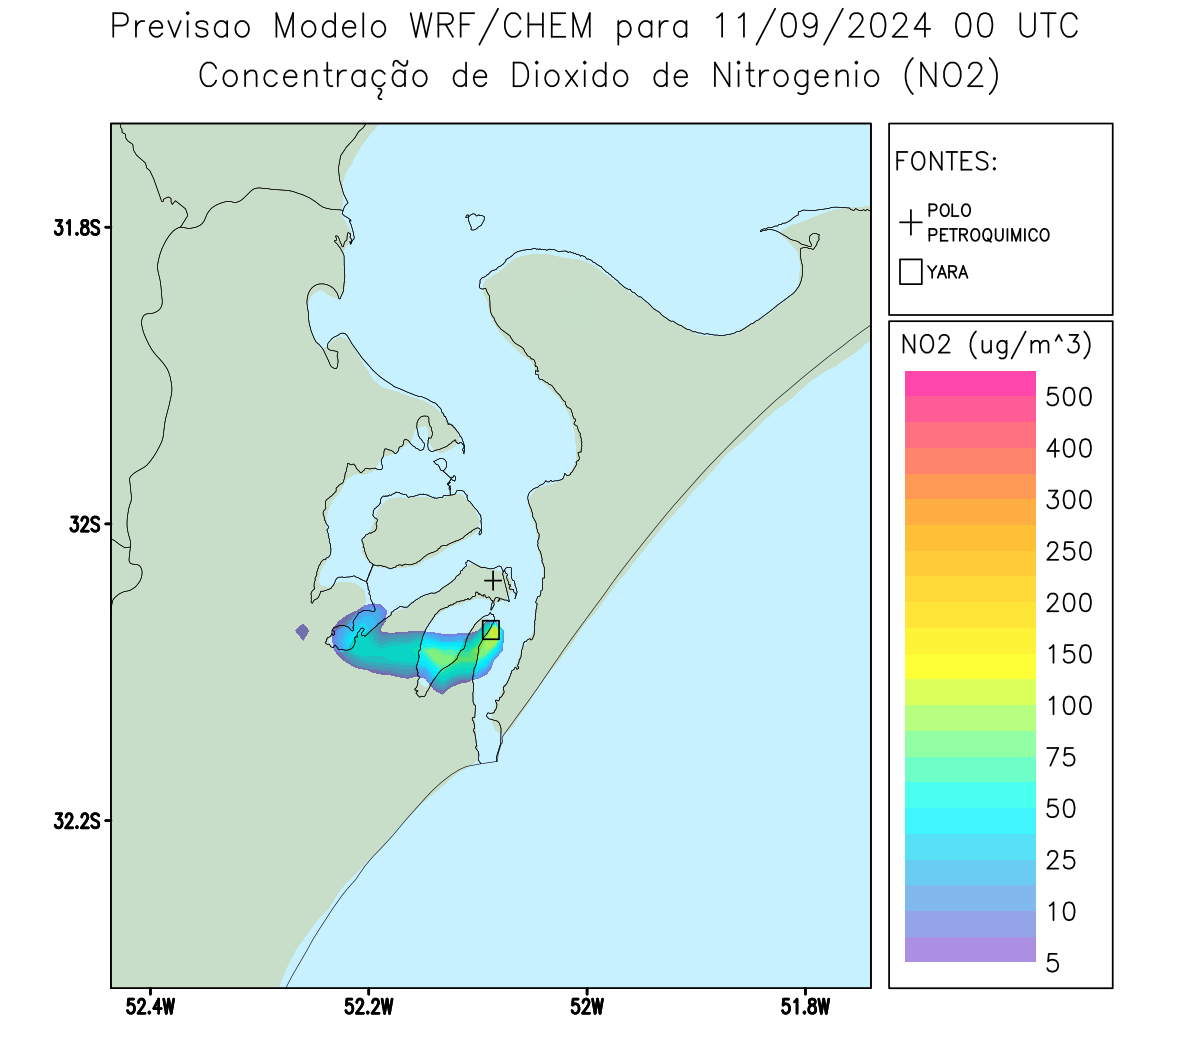 Previsao Modelo WRF/CHEM para 11/09/2024 00 UTC
Concentração de Dioxido de Nitrogenio (NO2)
FONTES:
POLO
PETROQUIMICO
YARA
NO2 (ug/m^3)
500
400
300
250
200
150
100
75
50
25
10
5
31.8S
32S
32.2S
52.4W
52.2W
52W
51.8W